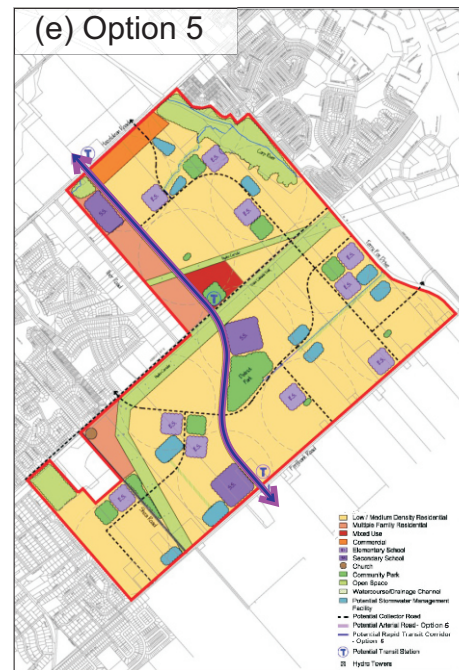 (e) Option 5
T
E.S.
E.S.
S.S.
E.S.
E.S.
E.S.
T
S.S.
District
Park
E.S.
E.S.
E.S.
E.S.
E.S.
S.S.
T
Low / Medium Density Residential
Multiple Family Residential
Mixed Use
Commercial
Elementary School
Secondary School
Church
Community Park
Open Space
Watercourse/Drainage Channel
Potential Stormwater Management
Facility
Potential Collector Road
Potential Arterial Road- Option 5
Potential Rapid Transit Corridor
- Option 5
T Potential Transit Station
Hydro Towers